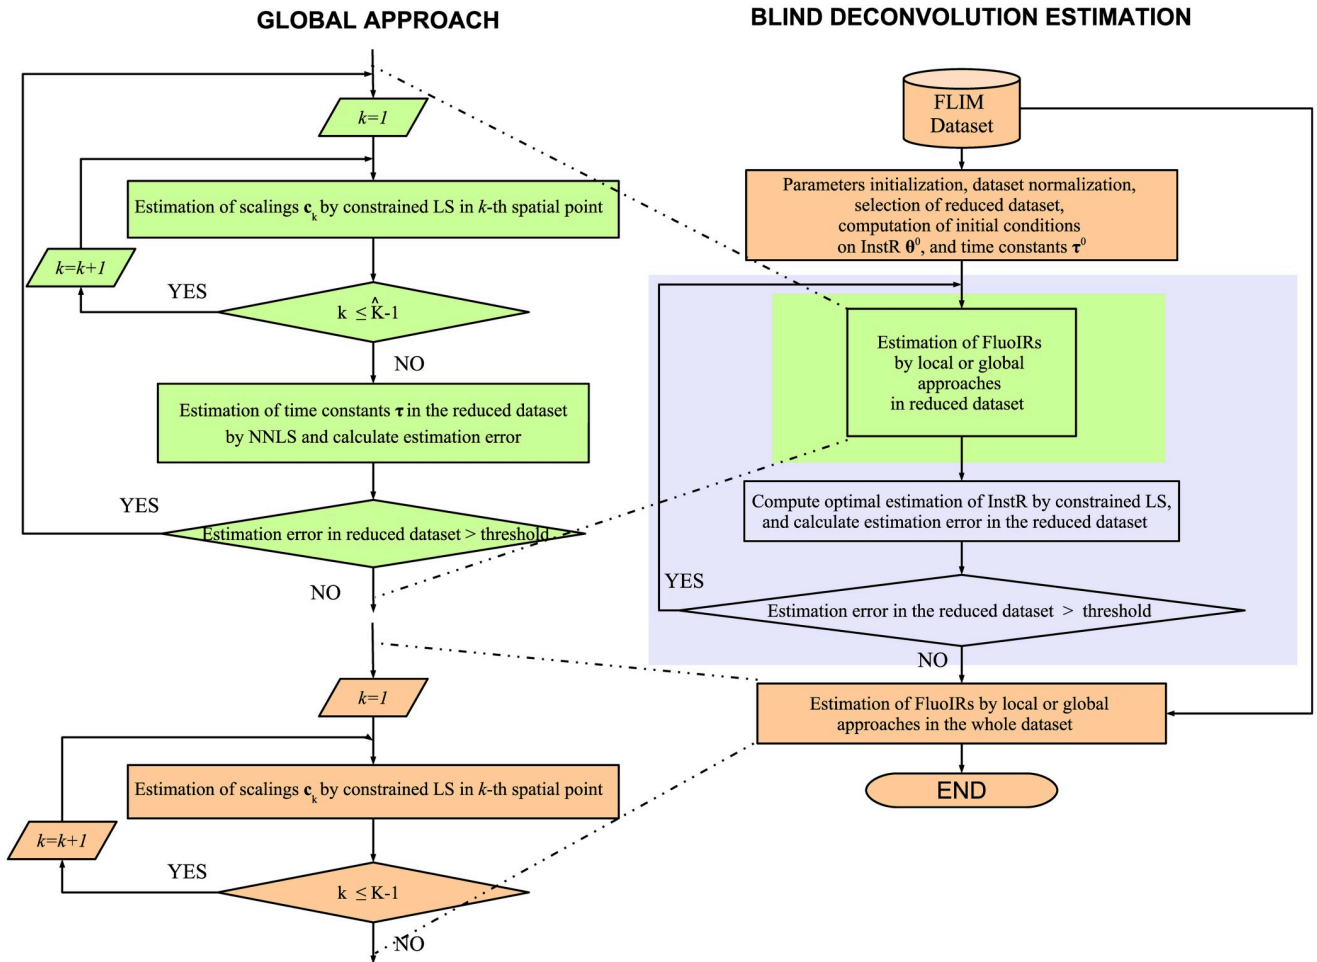 GLOBAL APPROACH
k=1
Estimation of scalings c_k by constrained LS in k-th spatial point
k=k+1
YES
k ≤ K̂-1
NO
Estimation of time constants τ in the reduced dataset
by NNLS and calculate estimation error
YES
Estimation error in reduced dataset > threshold
NO
k=1
Estimation of scalings c_k by constrained LS in k-th spatial point
k=k+1
YES
k ≤ K-1
NO
BLIND DECONVOLUTION ESTIMATION
FLIM
Dataset
Parameters initialization, dataset normalization,
selection of reduced dataset,
computation of initial conditions
on InstR θ⁰, and time constants τ⁰
Estimation of FluoIRs
by local or global
approaches
in reduced dataset
Compute optimal estimation of InstR by constrained LS,
and calculate estimation error in the reduced dataset
YES
Estimation error in the reduced dataset > threshold
NO
Estimation of FluoIRs by local or global
approaches in the whole dataset
END